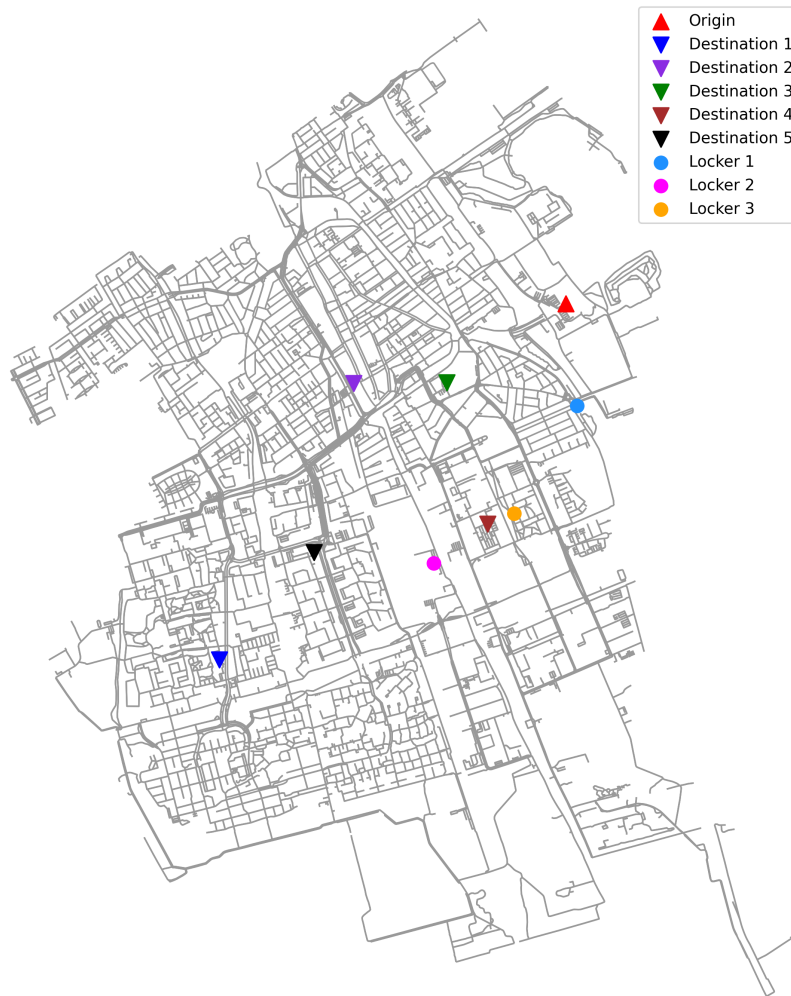 Origin
Destination 1
Destination 2
Destination 3
Destination 4
Destination 5
Locker 1
Locker 2
Locker 3